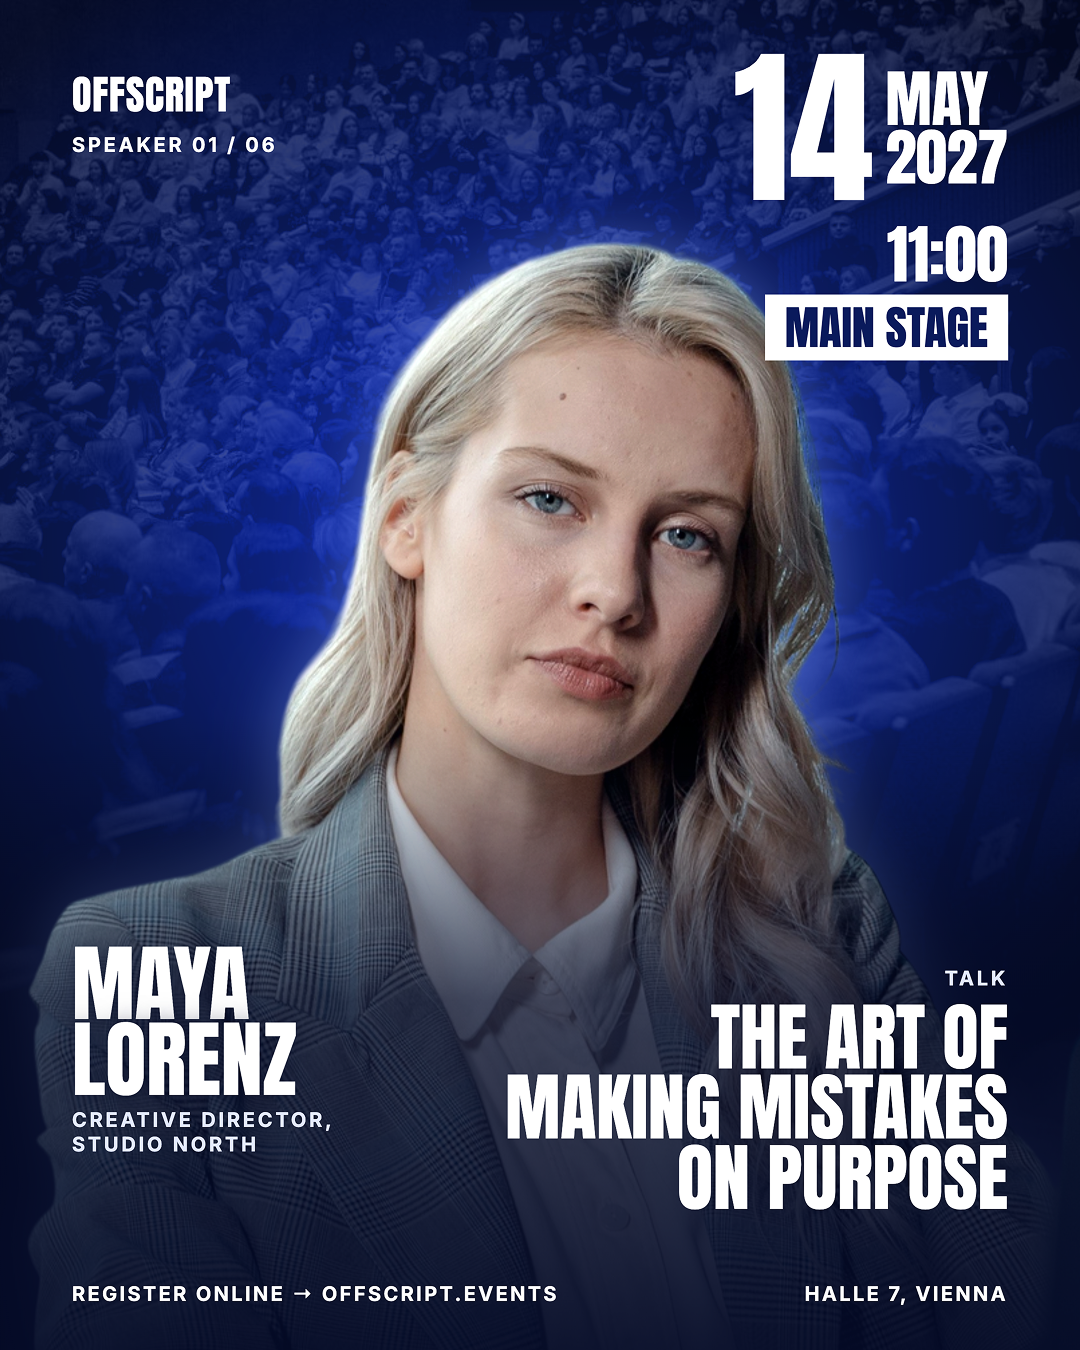 OFFSCRIPT
SPEAKER 01 / 06
14 MAY
2027
11:00
MAIN STAGE
MAYA
LORENZ
CREATIVE DIRECTOR,
STUDIO NORTH
TALK
THE ART OF
MAKING MISTAKES
ON PURPOSE
REGISTER ONLINE → OFFSCRIPT.EVENTS
HALLE 7, VIENNA